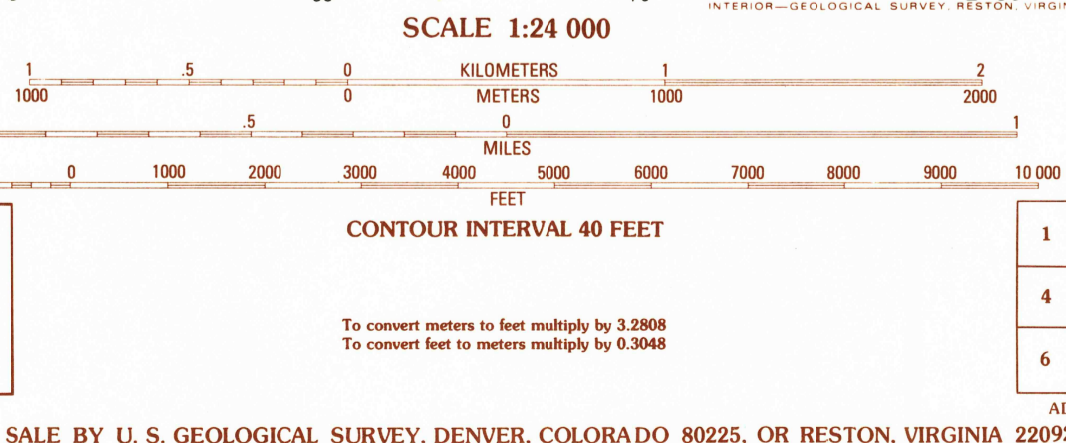 INTERIOR—GEOLOGICAL SURVEY, RESTON, VIRGIN
SCALE 1:24 000
1 .5 0 KILOMETERS 1 2
1000 0 METERS 1000 2000
.5 0 1
MILES
0 1000 2000 3000 4000 5000 6000 7000 8000 9000 10 000
FEET
CONTOUR INTERVAL 40 FEET
1
4
To convert meters to feet multiply by 3.2808
To convert feet to meters multiply by 0.3048
6
SALE BY U. S. GEOLOGICAL SURVEY, DENVER, COLORADO 80225, OR RESTON, VIRGINIA 22092